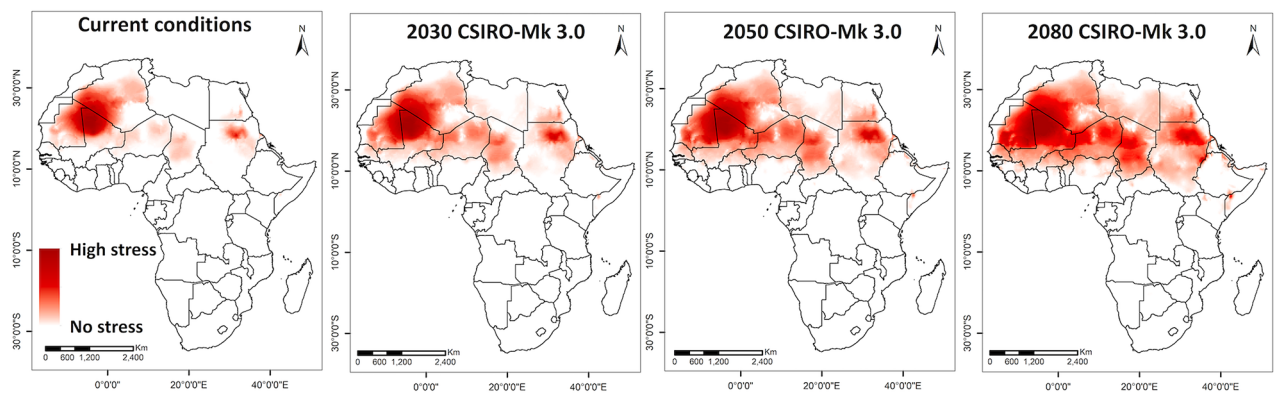 Current conditions
N
30°0'0"N
10°0'0"N
10°0'0"S
30°0'0"S
High stress
No stress
Km
0 600 1,200 2,400
0°0'0" 20°0'0"E 40°0'0"E
2030 CSIRO-Mk 3.0
N
30°0'0"N
10°0'0"N
10°0'0"S
30°0'0"S
Km
0 600 1,200 2,400
0°0'0" 20°0'0"E 40°0'0"E
2050 CSIRO-Mk 3.0
N
30°0'0"N
10°0'0"N
10°0'0"S
30°0'0"S
Km
0 600 1,200 2,400
0°0'0" 20°0'0"E 40°0'0"E
2080 CSIRO-Mk 3.0
N
30°0'0"N
10°0'0"N
10°0'0"S
30°0'0"S
Km
0 600 1,200 2,400
0°0'0" 20°0'0"E 40°0'0"E